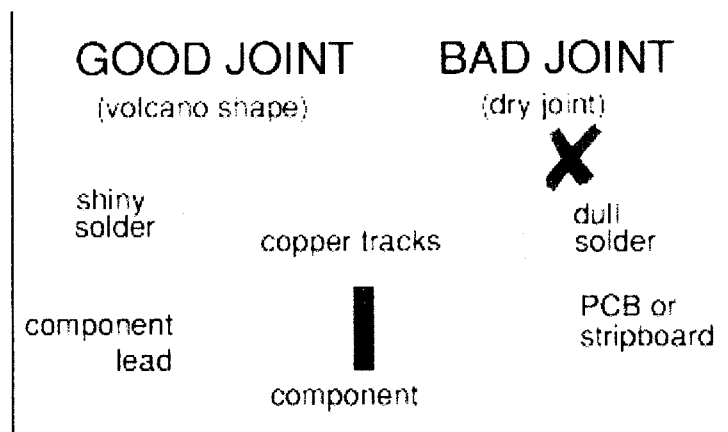 GOOD JOINT
(volcano shape)
BAD JOINT
(dry joint)
shiny
solder
copper tracks
dull
solder
component
lead
PCB or
stripboard
component